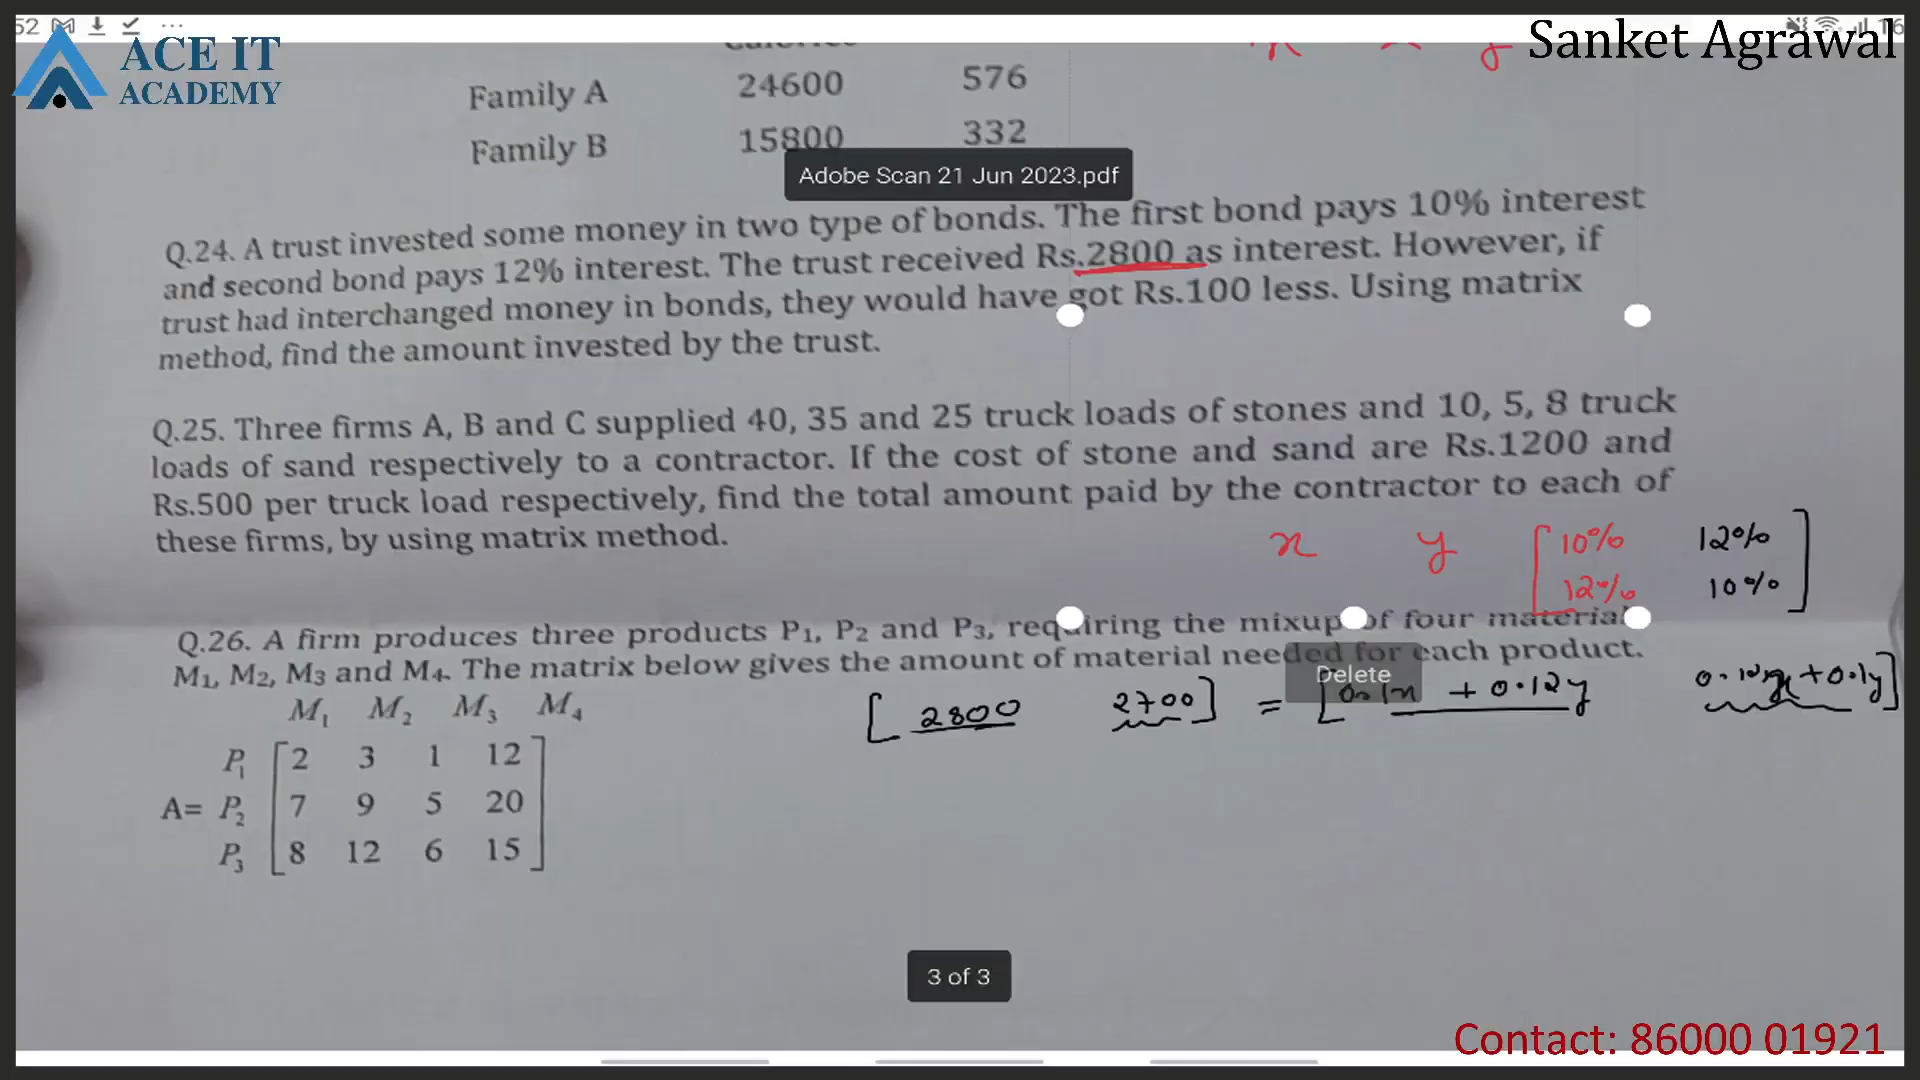 52 ...
ACE IT
ACADEMY
Sanket Agrawal
Family A 24600 576
Family B 15800 332
Adobe Scan 21 Jun 2023.pdf
Q.24. A trust invested some money in two type of bonds. The first bond pays 10% interest
and second bond pays 12% interest. The trust received Rs.2800 as interest. However, if
trust had interchanged money in bonds, they would have got Rs.100 less. Using matrix
method, find the amount invested by the trust.
Q.25. Three firms A, B and C supplied 40, 35 and 25 truck loads of stones and 10, 5, 8 truck
loads of sand respectively to a contractor. If the cost of stone and sand are Rs.1200 and
Rs.500 per truck load respectively, find the total amount paid by the contractor to each of
these firms, by using matrix method.
x y [10% 12%
12% 10%]
Q.26. A firm produces three products P₁, P₂ and P₃, requiring the mixup of four material
M₁, M₂, M₃ and M₄. The matrix below gives the amount of material needed for each product.
Delete
[2800 2700] = [0.1x + 0.12y 0.12x + 0.1y]
M₁ M₂ M₃ M₄
P₁ [2 3 1 12]
A= P₂ 7 9 5 20
P₃ 8 12 6 15
3 of 3
Contact: 86000 01921